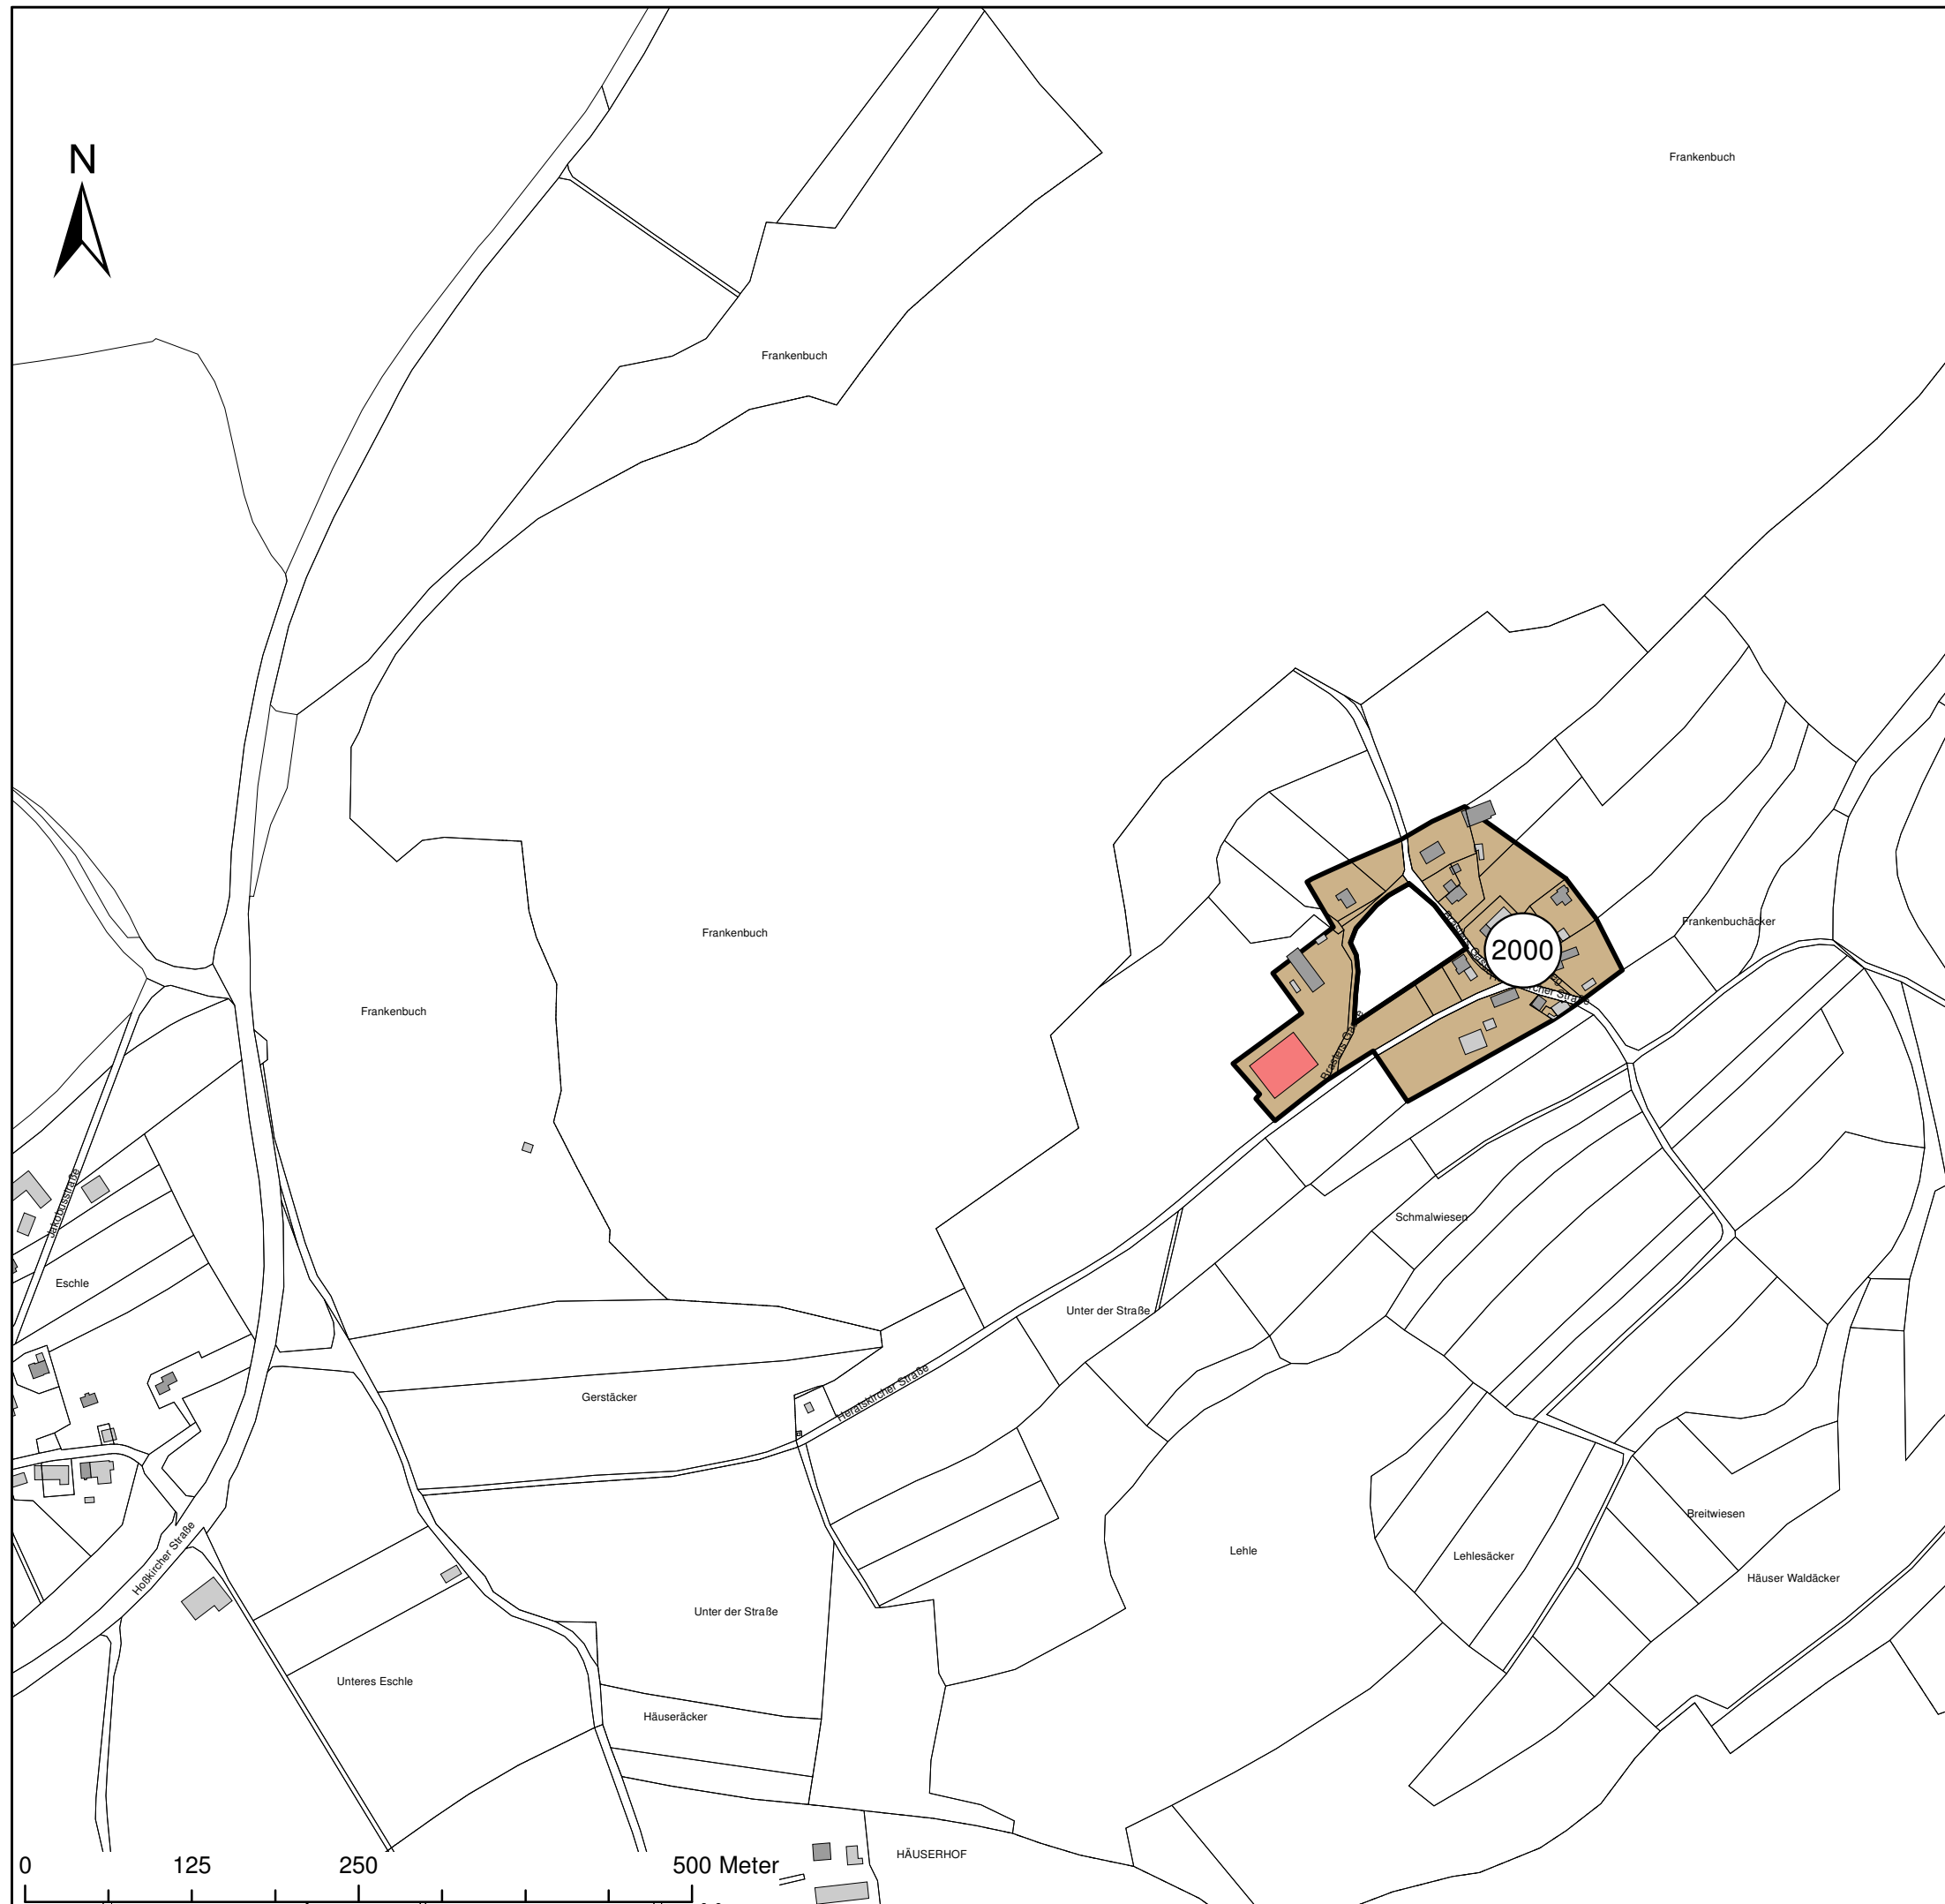 N
Frankenbuch
Frankenbuch
Frankenbuch
Frankenbuchäcker
2000
Frankenbuch
Jakobusstraße
Schmalwiesen
Eschle
Unter der Straße
Heratskircher Straße
Gerstäcker
Breitwiesen
Lehle
Lehlesäcker
Hoßkircher Straße
Häuser Waldäcker
Unter der Straße
Unteres Eschle
Häuseräcker
HÄUSERHOF
0 125 250 500 Meter